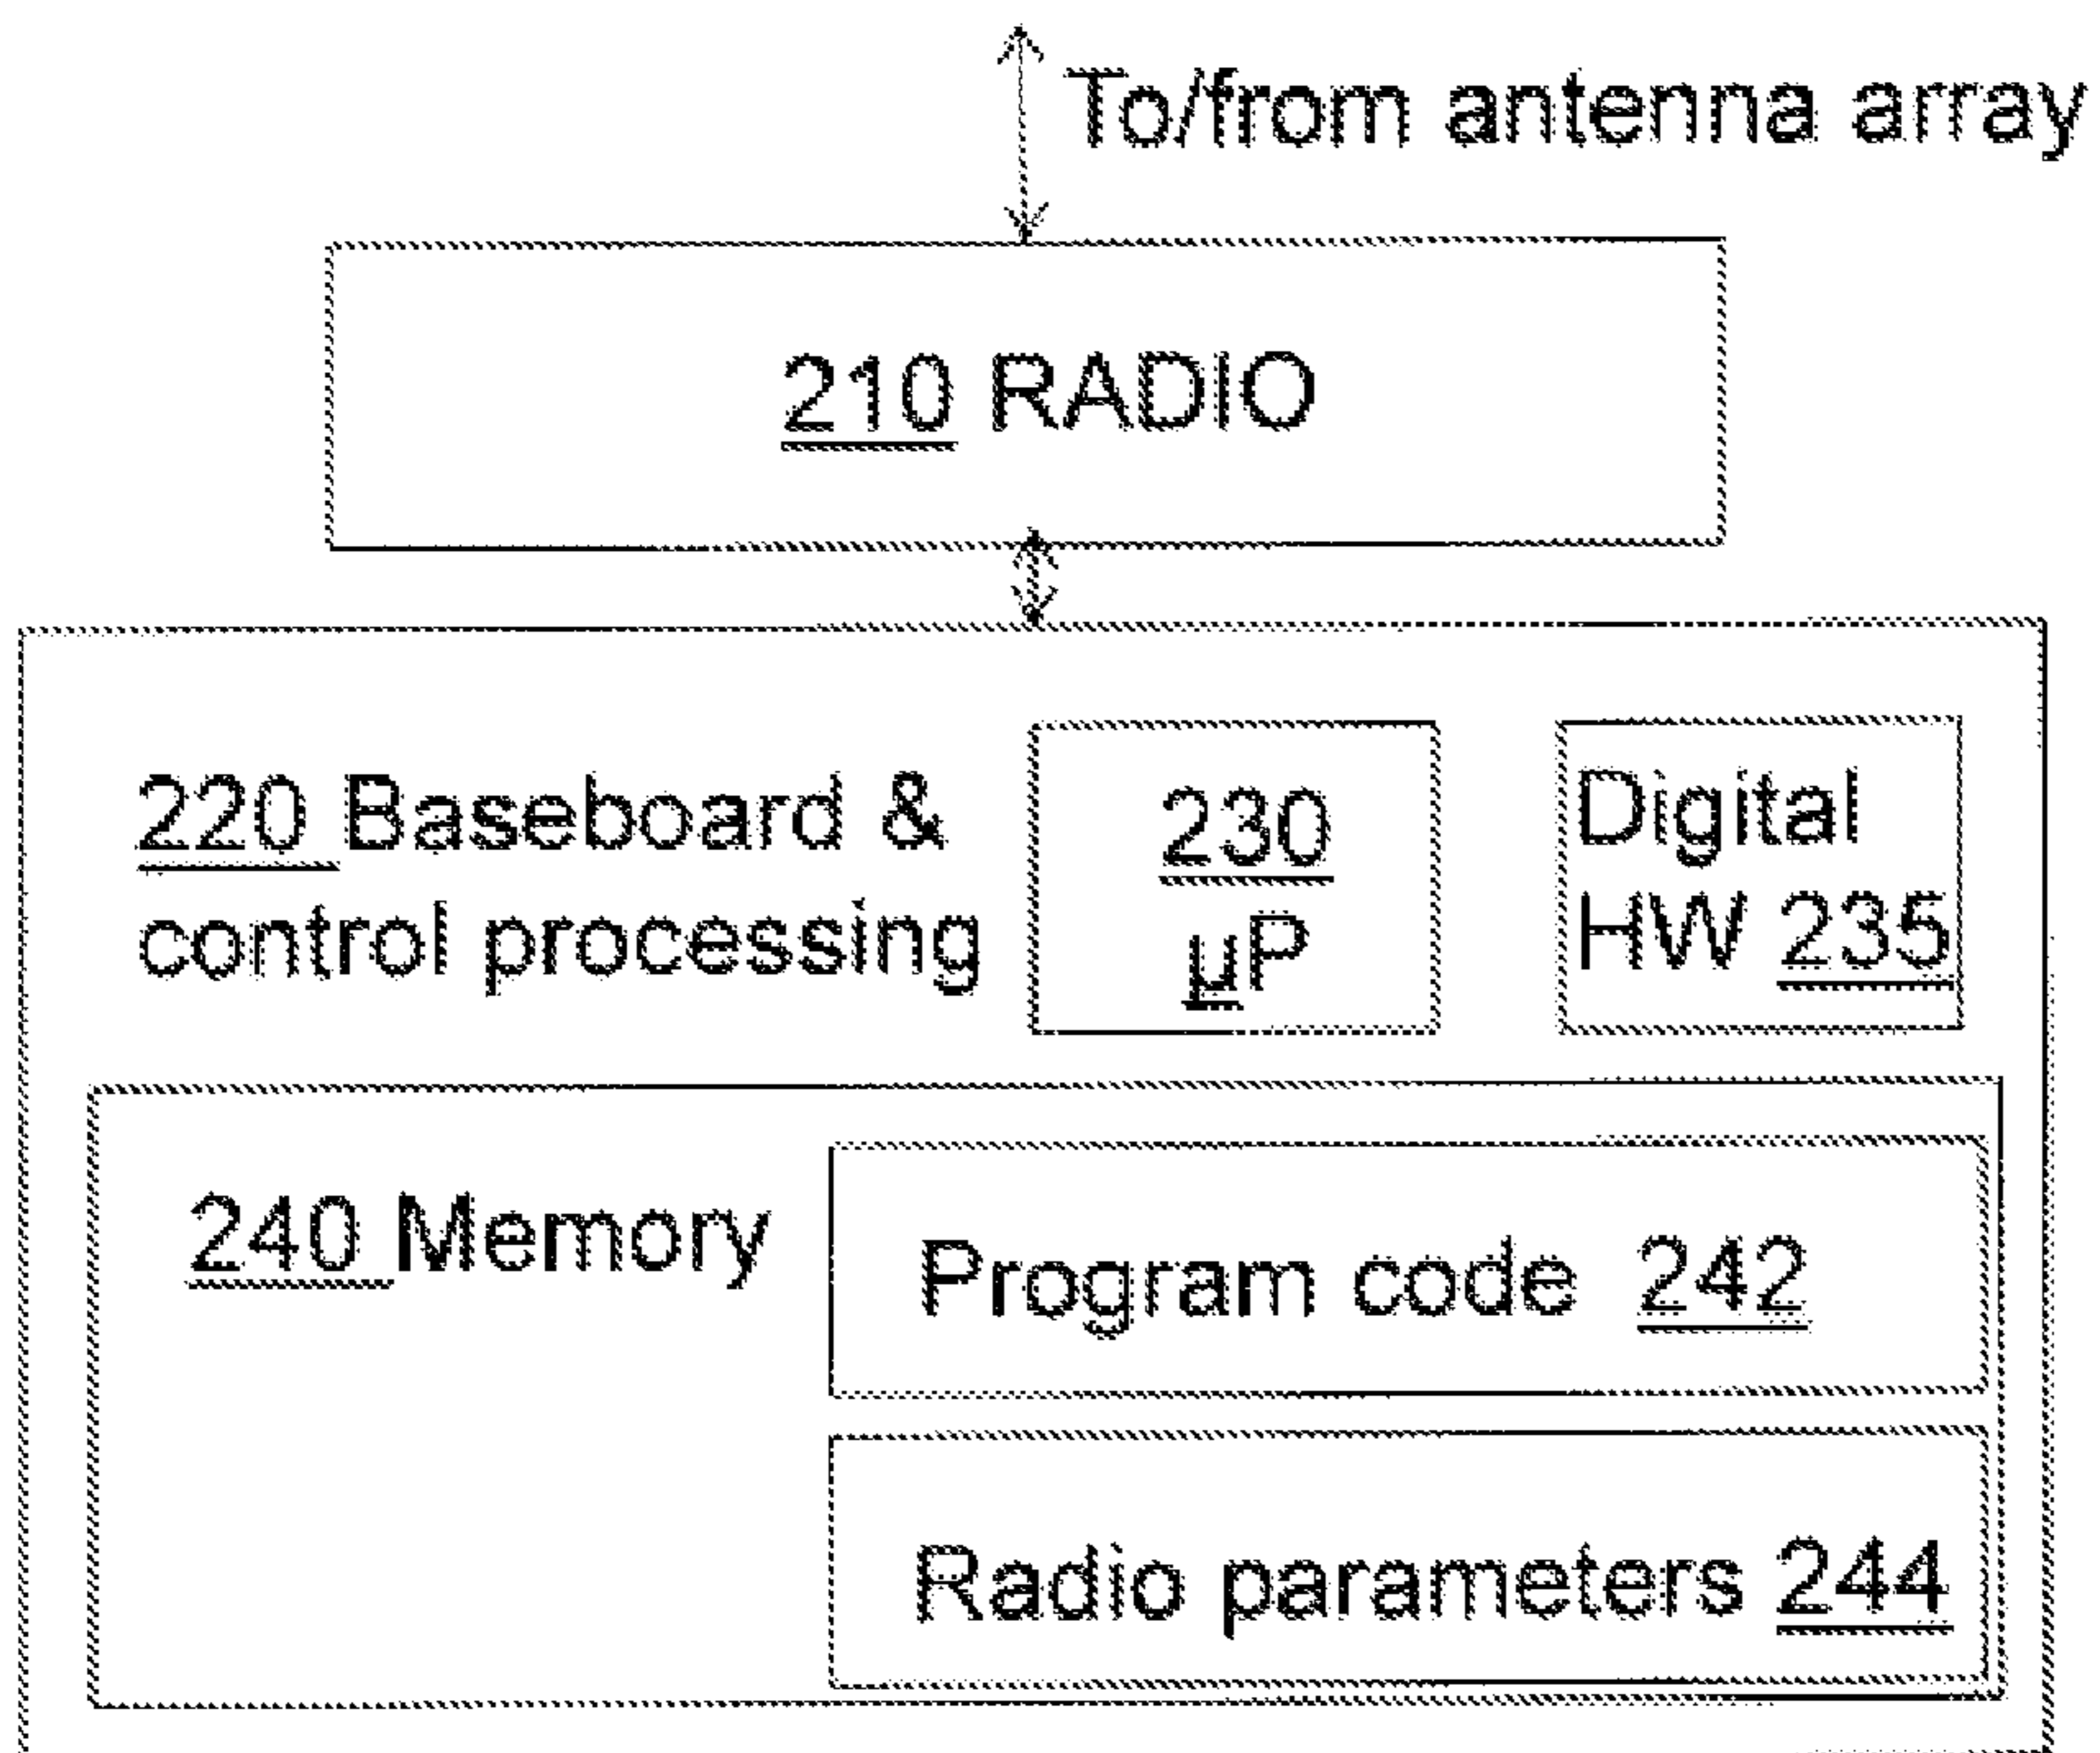 To/from antenna array
210 RADIO
220 Baseboard &
control processing
230
µP
Digital
HW 235
240 Memory
Program code 242
Radio parameters 244